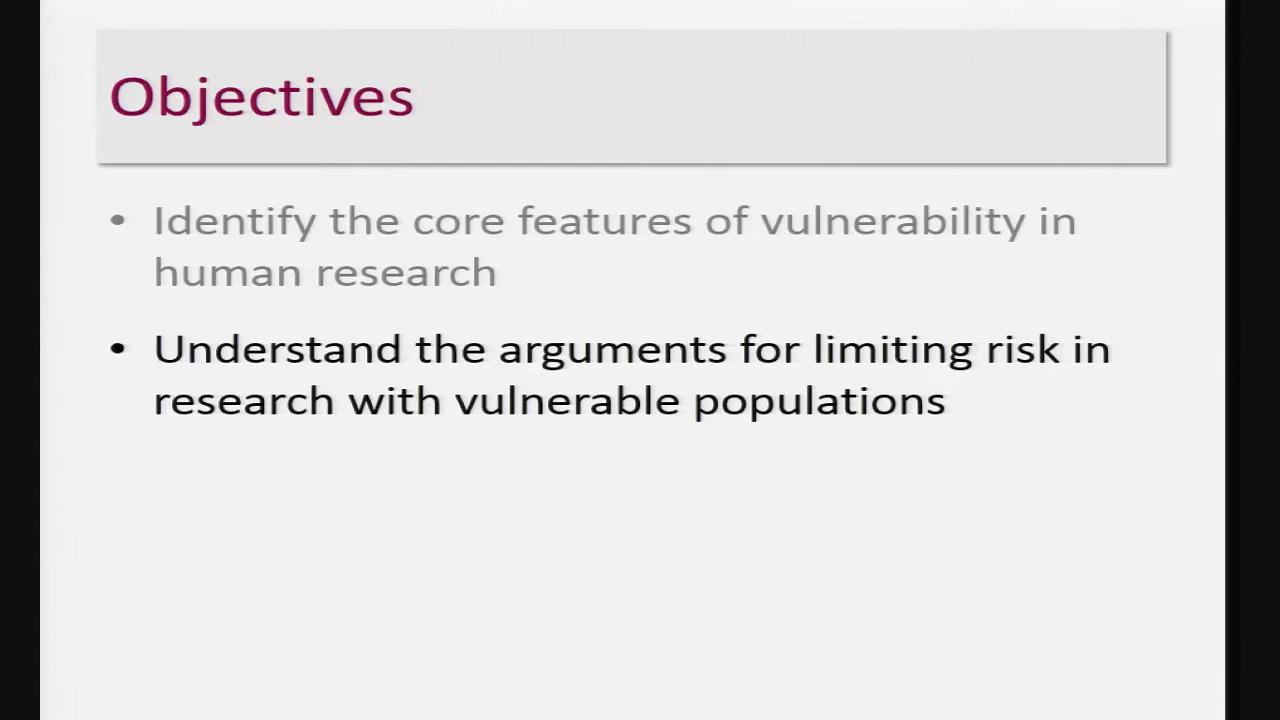 Objectives
• Identify the core features of vulnerability in
human research
• Understand the arguments for limiting risk in
research with vulnerable populations